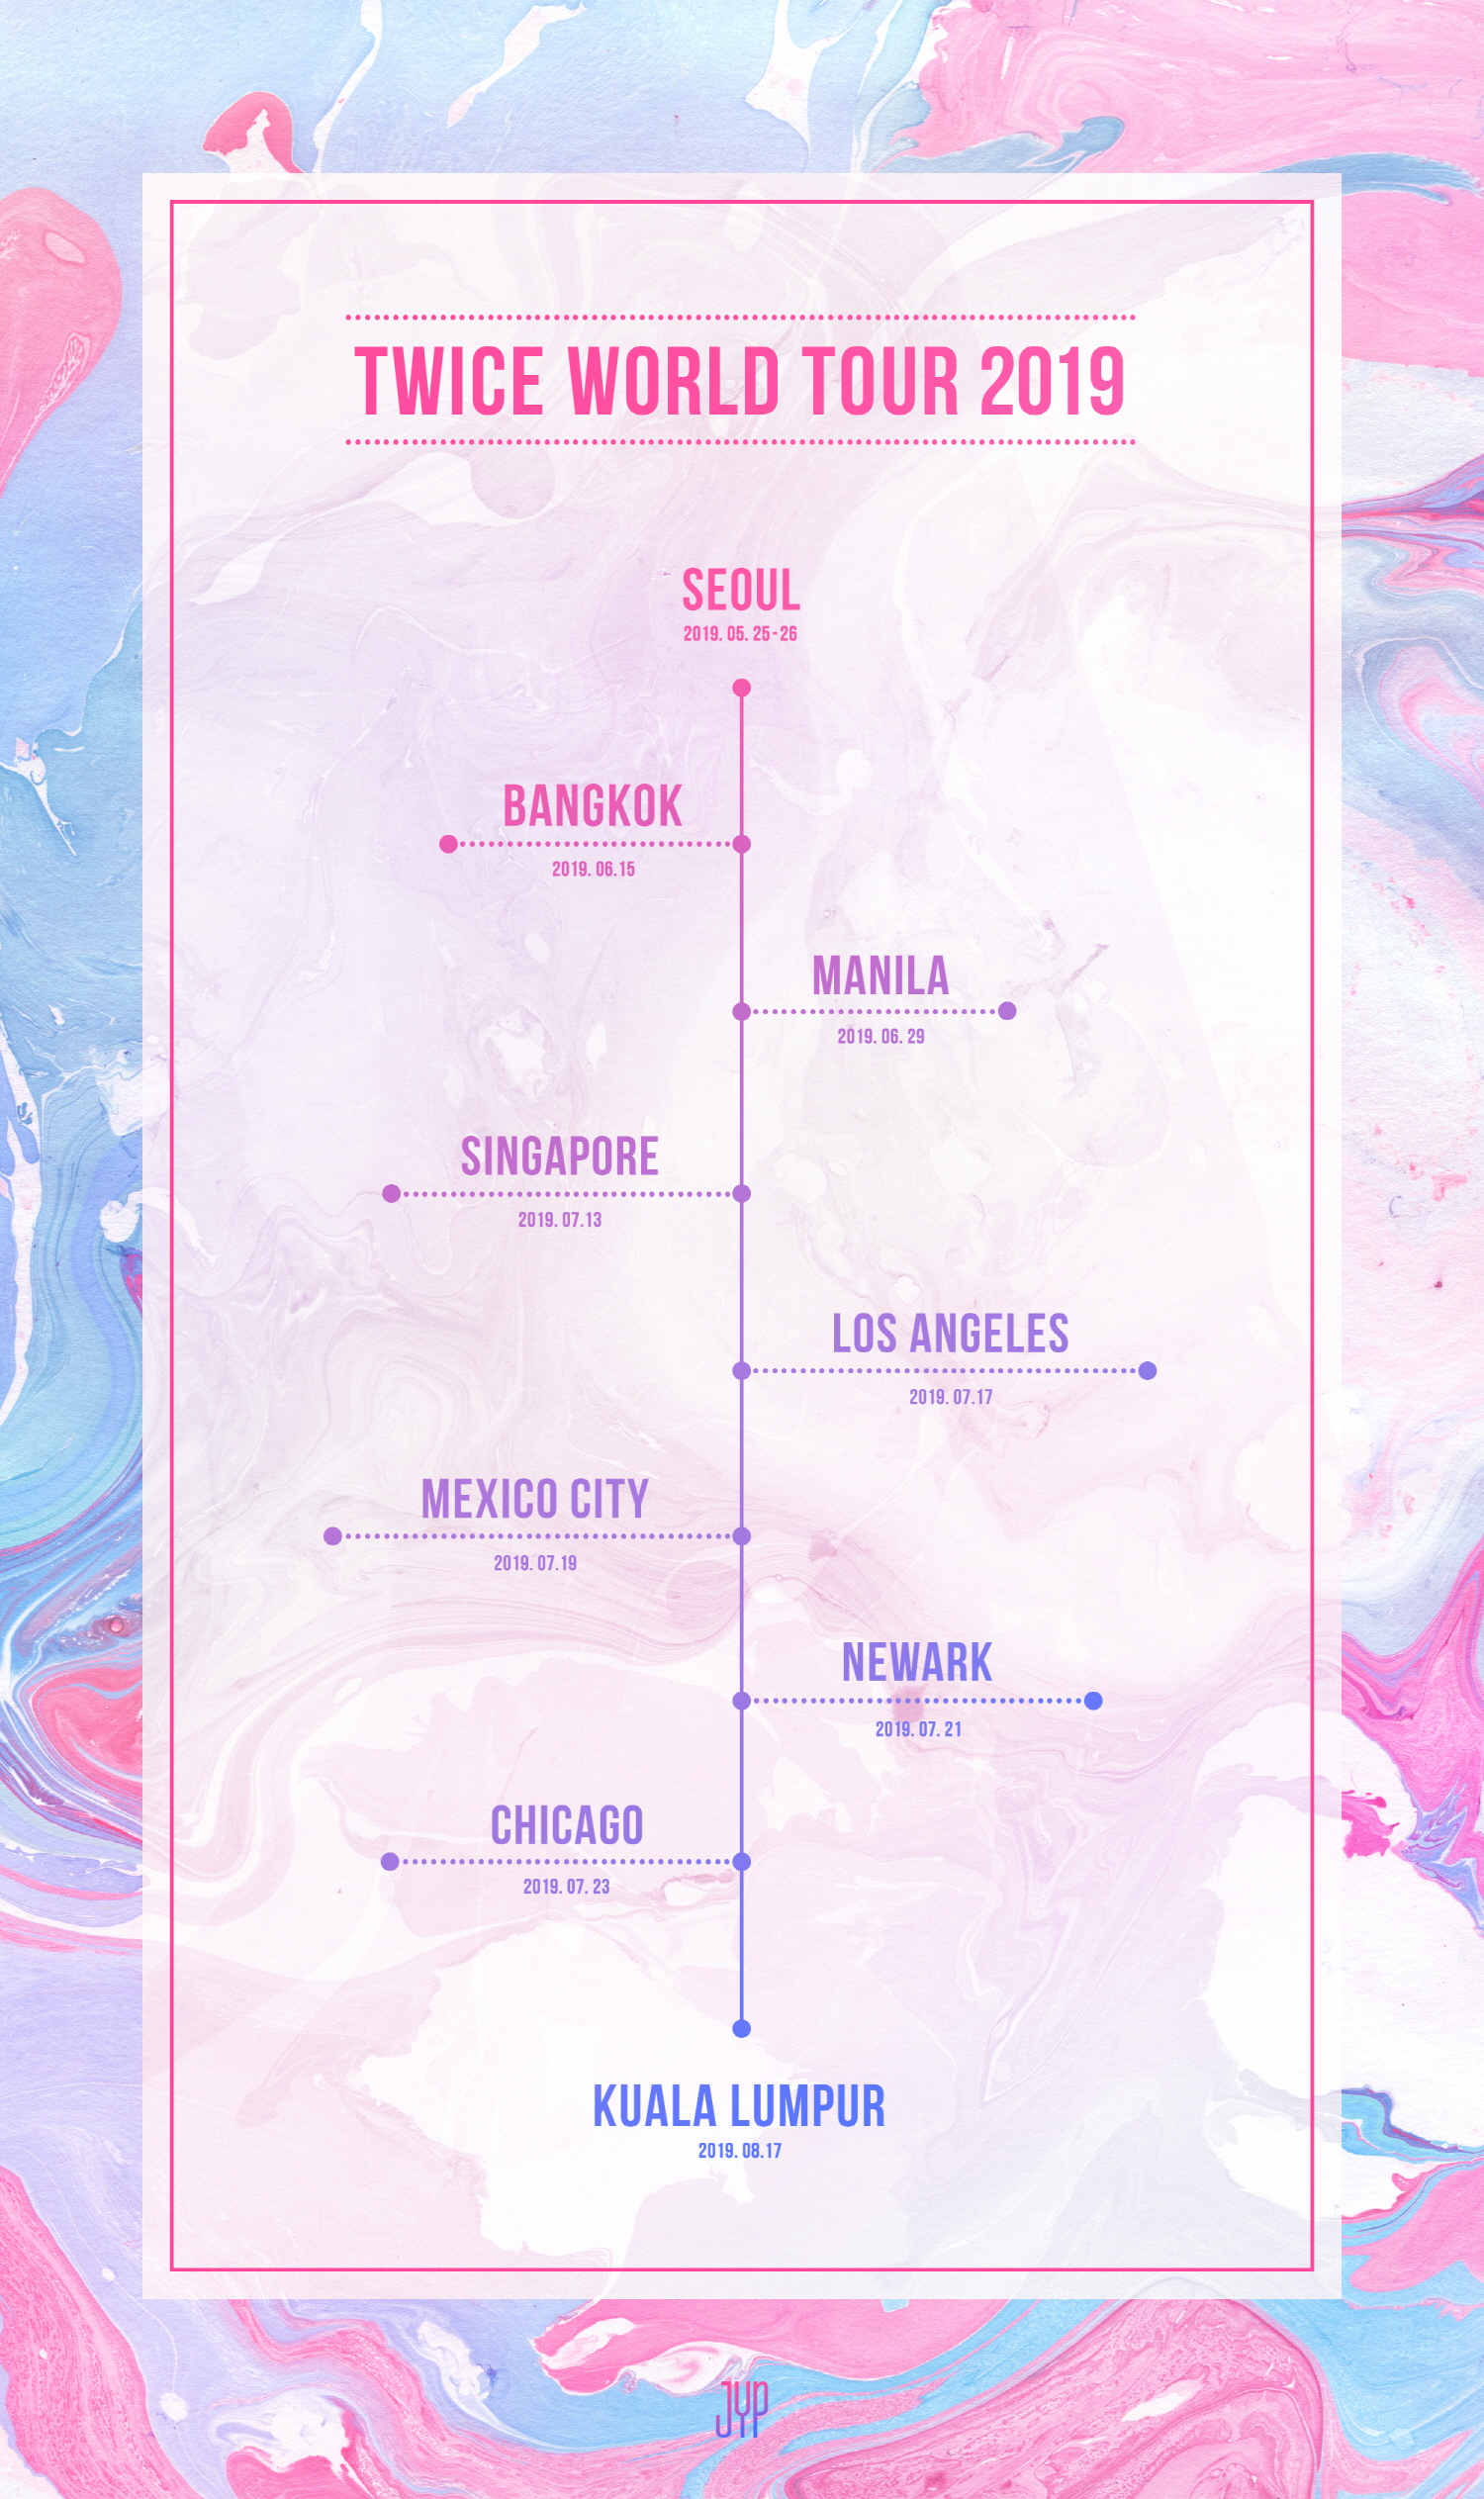 TWICE WORLD TOUR 2019
SEOUL
2019. 05. 25-26
BANGKOK
2019. 06.15
MANILA
2019. 06. 29
SINGAPORE
2019. 07.13
LOS ANGELES
2019. 07.17
MEXICO CITY
2019. 07.19
NEWARK
2019. 07. 21
CHICAGO
2019. 07. 23
KUALA LUMPUR
2019. 08.17
JYP